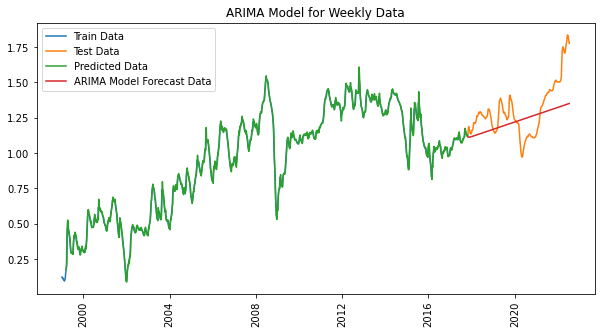 ARIMA Model for Weekly Data
Train Data
Test Data
Predicted Data
ARIMA Model Forecast Data
1.75
1.50
1.25
1.00
0.75
0.50
0.25
2000
2004
2008
2012
2016
2020